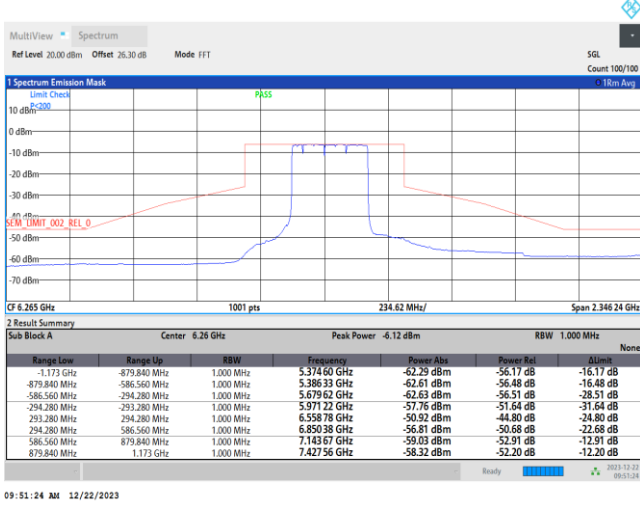 MultiView Spectrum
Ref Level 20.00 dBm Offset 26.30 dB Mode FFT SGL
Count 100/100
1 Spectrum Emission Mask 1Rm Avg
Limit Check PASS
P<200
10 dBm
0 dBm
-10 dBm
-20 dBm
-30 dBm
-40 dBm
SEM_LIMIT_002_REL_0
-50 dBm
-60 dBm
-70 dBm
CF 6.265 GHz 1001 pts 234.62 MHz/ Span 2.346 24 GHz
2 Result Summary
Sub Block A Center 6.26 GHz Peak Power -6.12 dBm RBW 1.000 MHz
None
Range Low Range Up RBW Frequency Power Abs Power Rel ΔLimit
-1.173 GHz -879.840 MHz 1.000 MHz 5.374 60 GHz -62.29 dBm -56.17 dB -16.17 dB
-879.840 MHz -586.560 MHz 1.000 MHz 5.386 33 GHz -62.61 dBm -56.48 dB -16.48 dB
-586.560 MHz -294.280 MHz 1.000 MHz 5.679 62 GHz -62.63 dBm -56.51 dB -28.51 dB
-294.280 MHz -293.280 MHz 1.000 MHz 5.971 22 GHz -57.76 dBm -51.64 dB -31.64 dB
293.280 MHz 294.280 MHz 1.000 MHz 6.558 78 GHz -50.92 dBm -44.80 dB -24.80 dB
294.280 MHz 586.560 MHz 1.000 MHz 6.850 38 GHz -56.81 dBm -50.68 dB -22.68 dB
586.560 MHz 879.840 MHz 1.000 MHz 7.143 67 GHz -59.03 dBm -52.91 dB -12.91 dB
879.840 MHz 1.173 GHz 1.000 MHz 7.427 56 GHz -58.32 dBm -52.20 dB -12.20 dB
Ready 2023-12-22
09:51:24
09:51:24 AM 12/22/2023